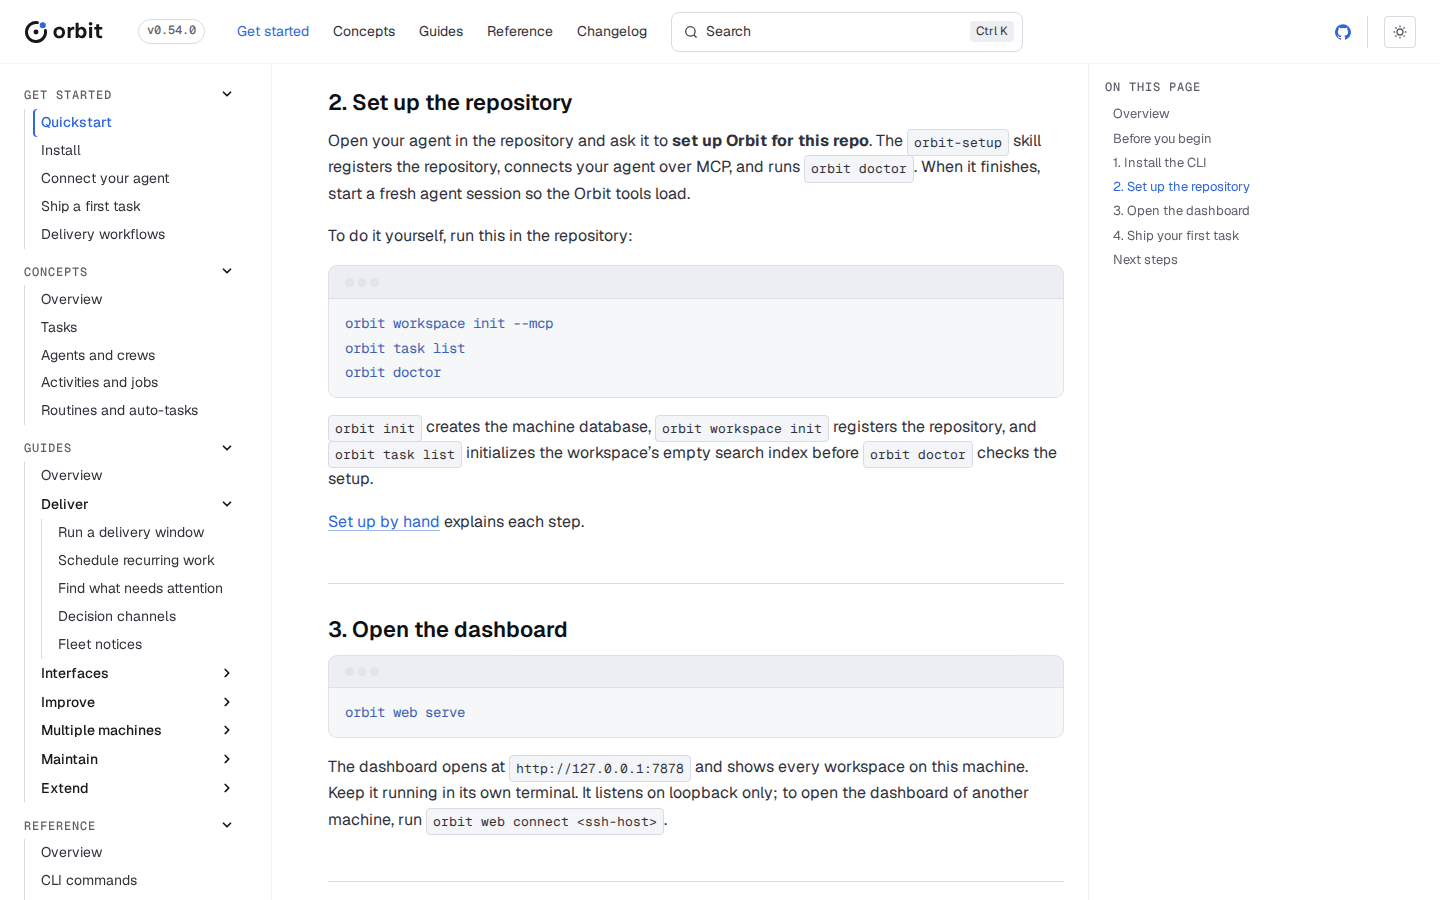 orbit
v0.54.0
Get started
Concepts
Guides
Reference
Changelog
Search
Ctrl K
GET STARTED
Quickstart
Install
Connect your agent
Ship a first task
Delivery workflows
CONCEPTS
Overview
Tasks
Agents and crews
Activities and jobs
Routines and auto-tasks
GUIDES
Overview
Deliver
Run a delivery window
Schedule recurring work
Find what needs attention
Decision channels
Fleet notices
Interfaces
Improve
Multiple machines
Maintain
Extend
REFERENCE
Overview
CLI commands
2. Set up the repository
Open your agent in the repository and ask it to set up Orbit for this repo. The orbit-setup skill
registers the repository, connects your agent over MCP, and runs orbit doctor. When it finishes,
start a fresh agent session so the Orbit tools load.
To do it yourself, run this in the repository:
orbit workspace init --mcp
orbit task list
orbit doctor
orbit init creates the machine database, orbit workspace init registers the repository, and
orbit task list initializes the workspace’s empty search index before orbit doctor checks the
setup.
Set up by hand explains each step.
3. Open the dashboard
orbit web serve
The dashboard opens at http://127.0.0.1:7878 and shows every workspace on this machine.
Keep it running in its own terminal. It listens on loopback only; to open the dashboard of another
machine, run orbit web connect <ssh-host>.
ON THIS PAGE
Overview
Before you begin
1. Install the CLI
2. Set up the repository
3. Open the dashboard
4. Ship your first task
Next steps